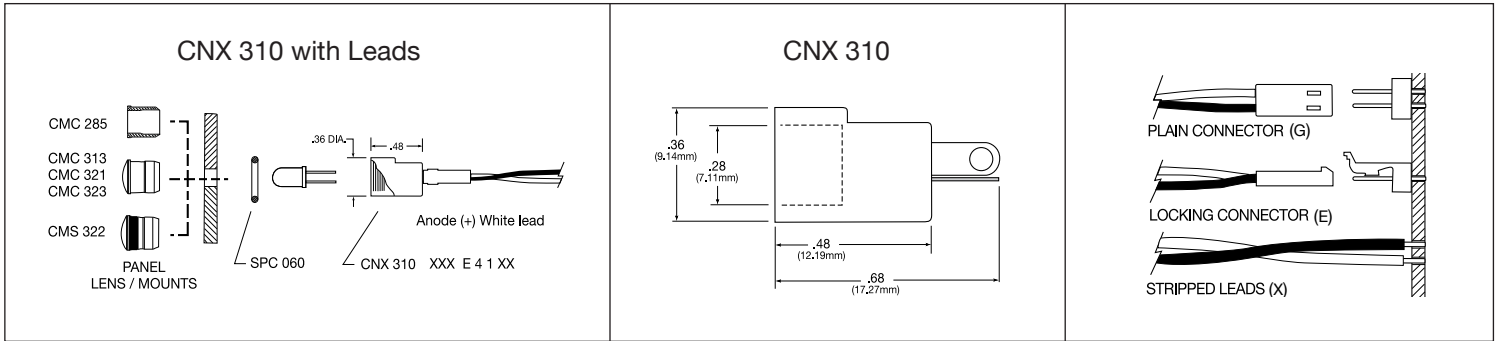 CNX 310 with Leads
CMC 285
CMC 313
CMC 321
CMC 323
CMS 322
PANEL
LENS / MOUNTS
.36 DIA.
.48
Anode (+) White lead
SPC 060
CNX 310 XXX E 4 1 XX
CNX 310
.36
(9.14mm)
.28
(7.11mm)
.48
(12.19mm)
.68
(17.27mm)
PLAIN CONNECTOR (G)
LOCKING CONNECTOR (E)
STRIPPED LEADS (X)